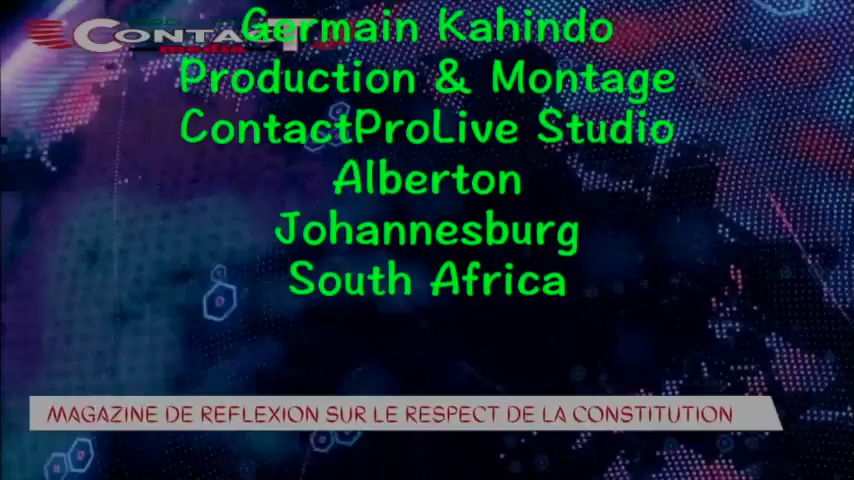 Germain Kahindo
Production & Montage
ContactProLive Studio
Alberton
Johannesburg
South Africa
media
MAGAZINE DE REFLEXION SUR LE RESPECT DE LA CONSTITUTION